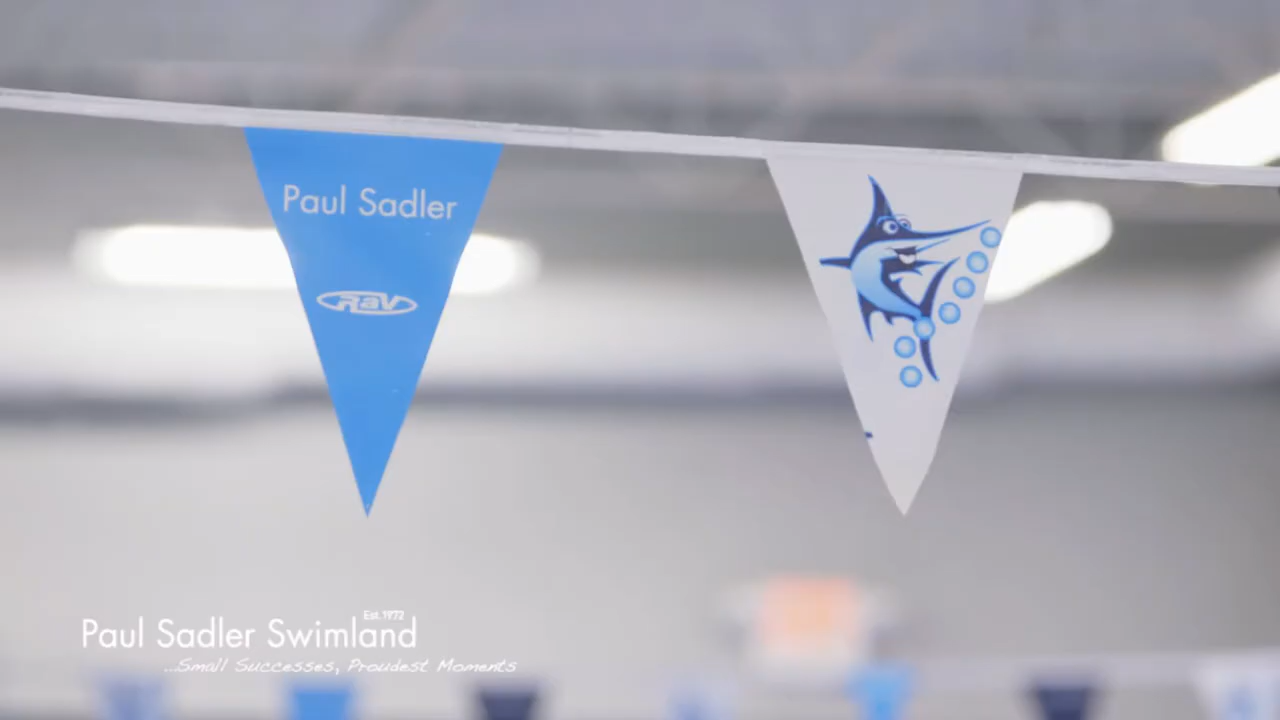 Paul Sadler
RaV
Est.1972
Paul Sadler Swimland
...Small Successes, Proudest Moments